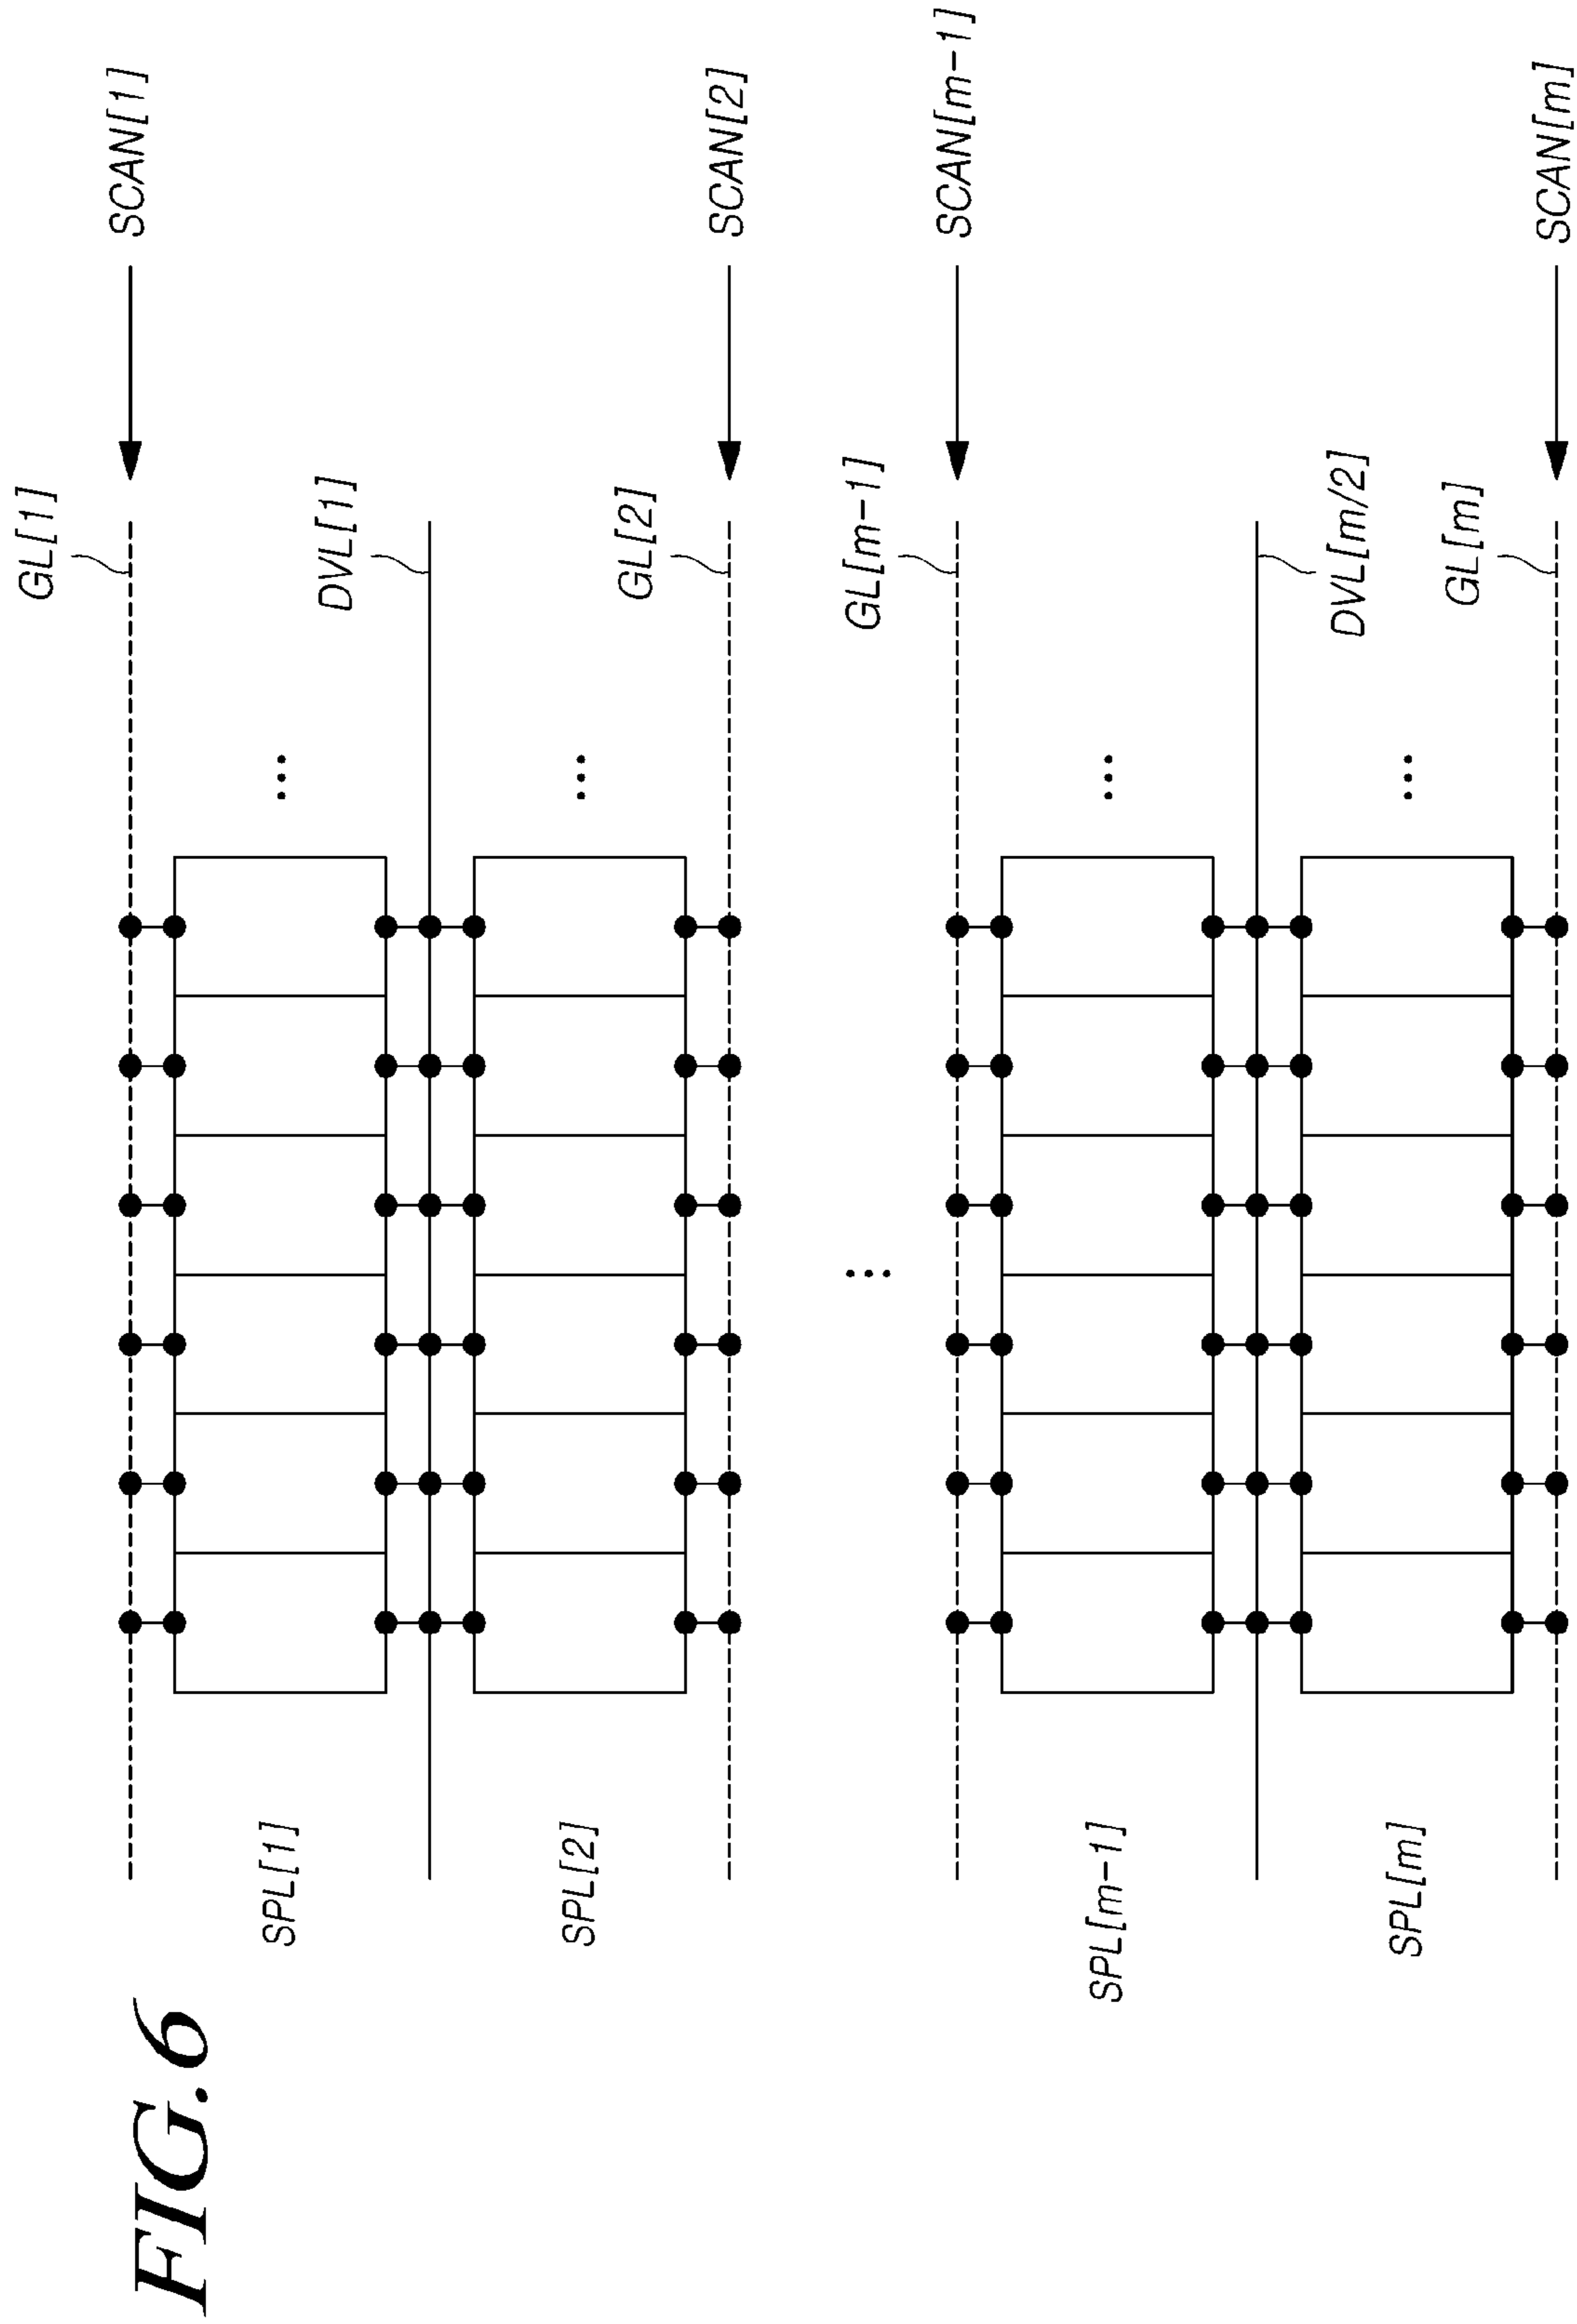 FIG.6
GL[1]
SCAN[1]
SPL[1]
DVL[1]
SPL[2]
GL[2]
SCAN[2]
GL[m-1]
SCAN[m-1]
SPL[m-1]
DVL[m/2]
SPL[m]
GL[m]
SCAN[m]